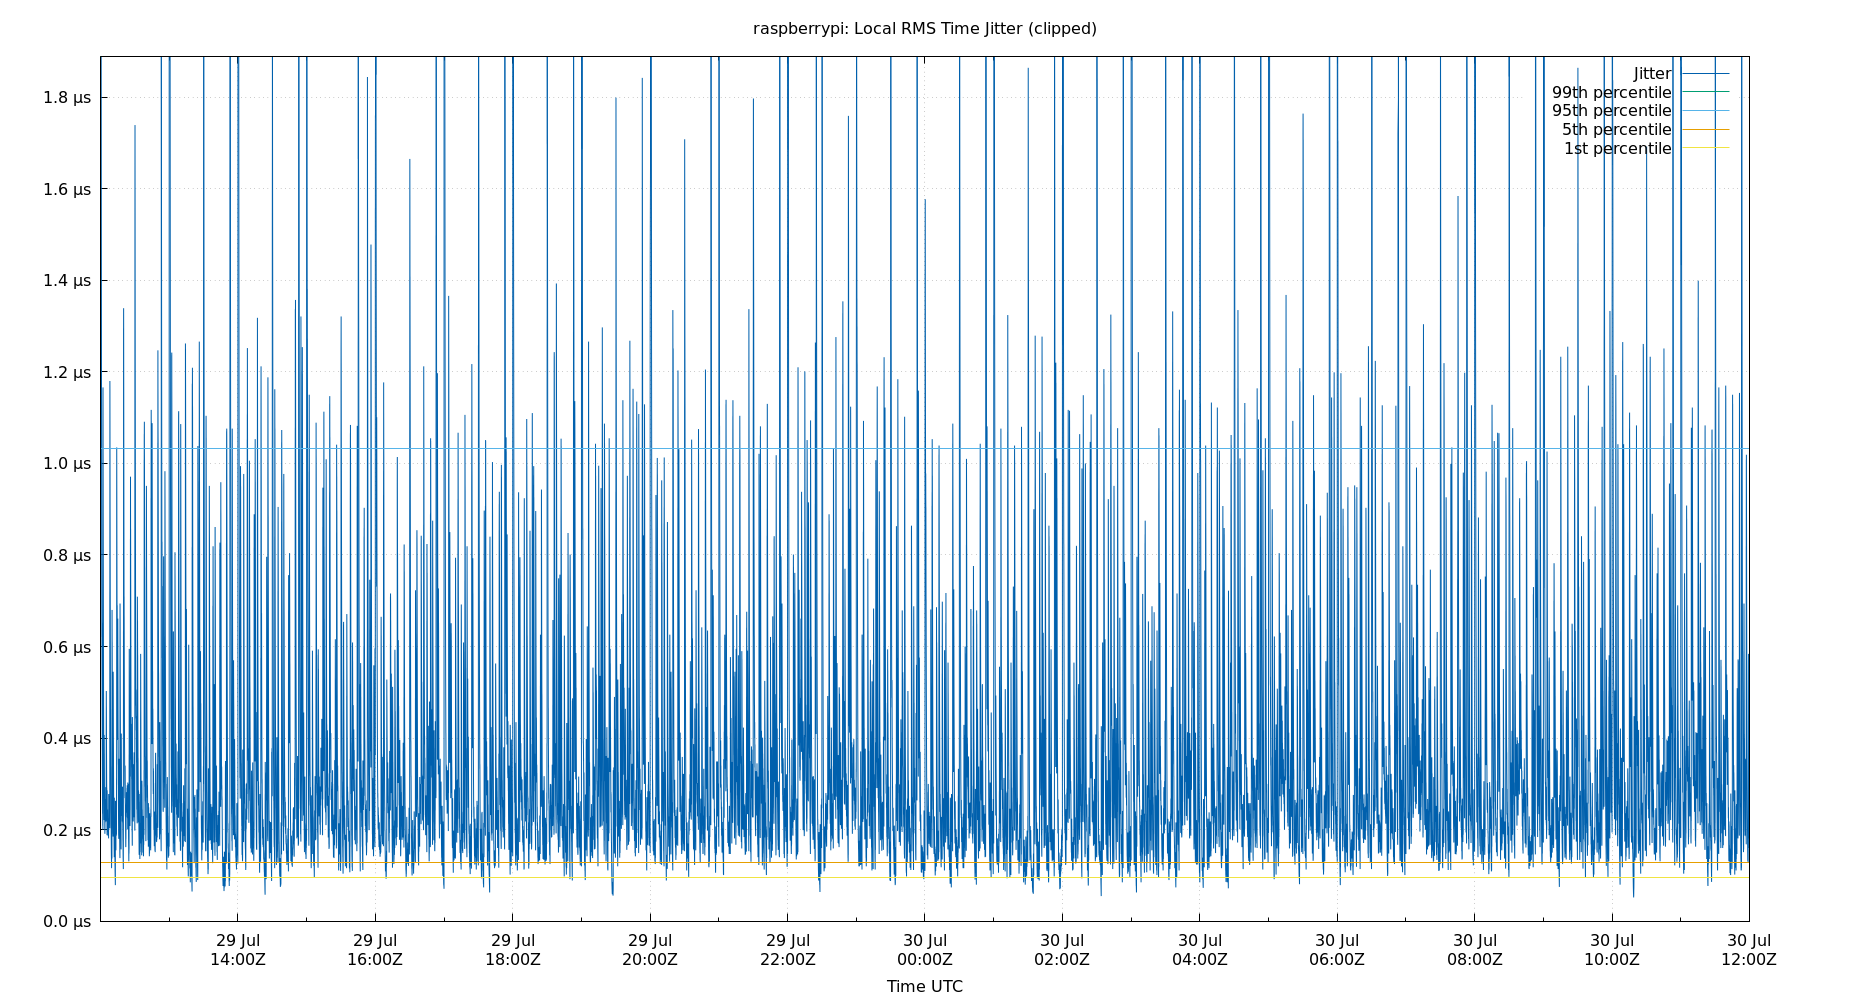 raspberrypi: Local RMS Time Jitter (clipped)
Jitter
99th percentile
95th percentile
5th percentile
1st percentile
1.8 µs
1.6 µs
1.4 µs
1.2 µs
1.0 µs
0.8 µs
0.6 µs
0.4 µs
0.2 µs
0.0 µs
29 Jul 29 Jul 29 Jul 29 Jul 29 Jul 30 Jul 30 Jul 30 Jul 30 Jul 30 Jul 30 Jul 30 Jul
14:00Z 16:00Z 18:00Z 20:00Z 22:00Z 00:00Z 02:00Z 04:00Z 06:00Z 08:00Z 10:00Z 12:00Z
Time UTC